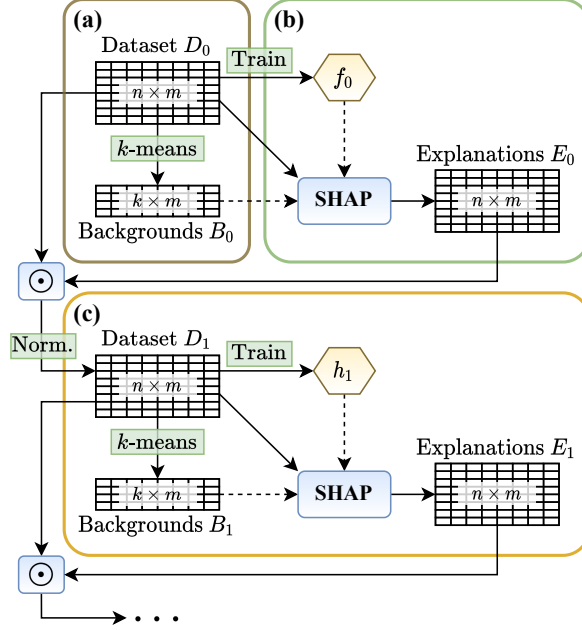 (a)
(b)
Dataset D₀
Train
n × m
f₀
k-means
Explanations E₀
k × m
SHAP
n × m
Backgrounds B₀
⊙
(c)
Norm.
Dataset D₁
Train
n × m
h₁
k-means
Explanations E₁
k × m
SHAP
n × m
Backgrounds B₁
⊙
. . .